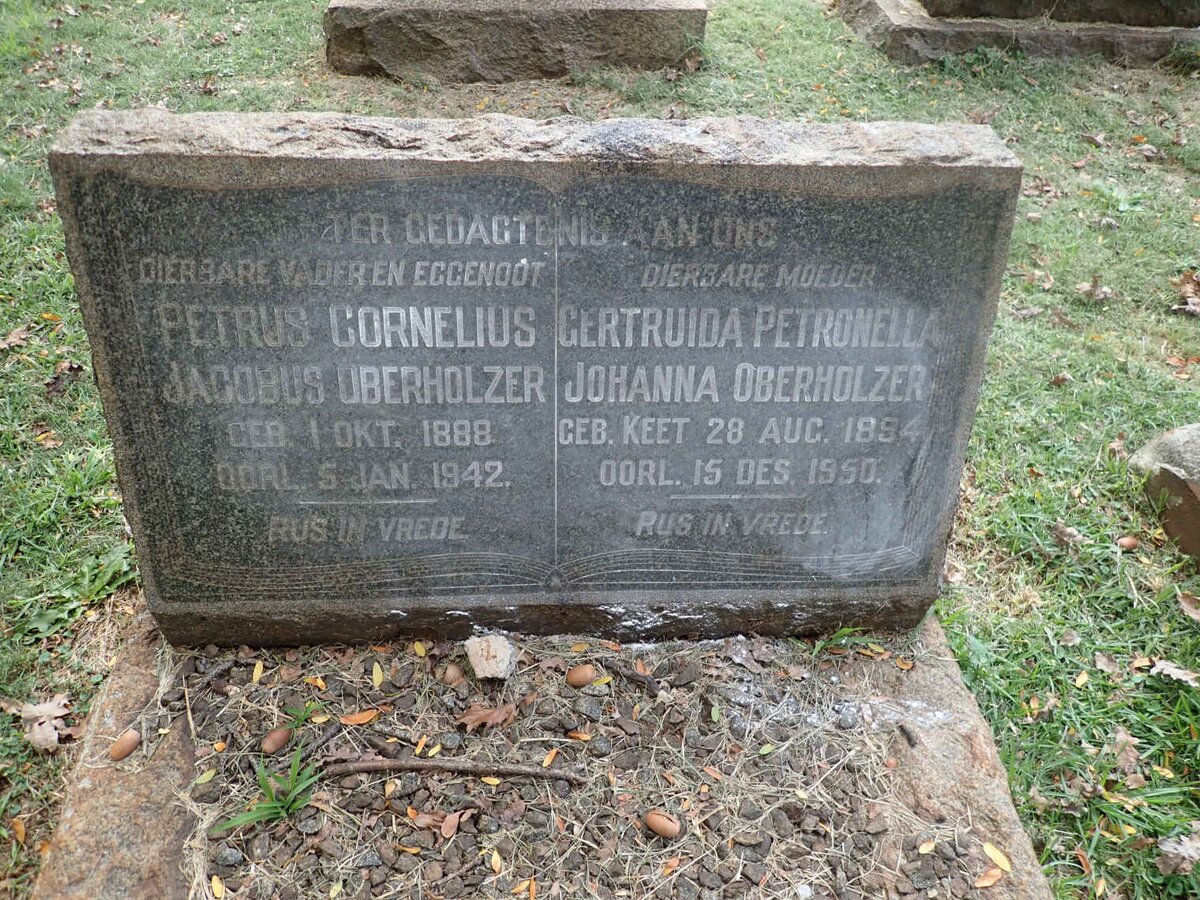 TER GEDACTENIS AAN ONS
DIERBARE VADER EN EGGENOOT
PETRUS CORNELIUS
JACOBUS OBERHOLZER
GEB. 1 OKT. 1888
OORL. 5 JAN. 1942.
RUS IN VREDE.
DIERBARE MOEDER
GERTRUIDA PETRONELLA
JOHANNA OBERHOLZER
GEB. KEET 28 AUG. 1894
OORL. 15 DES. 1950.
RUS IN VREDE.